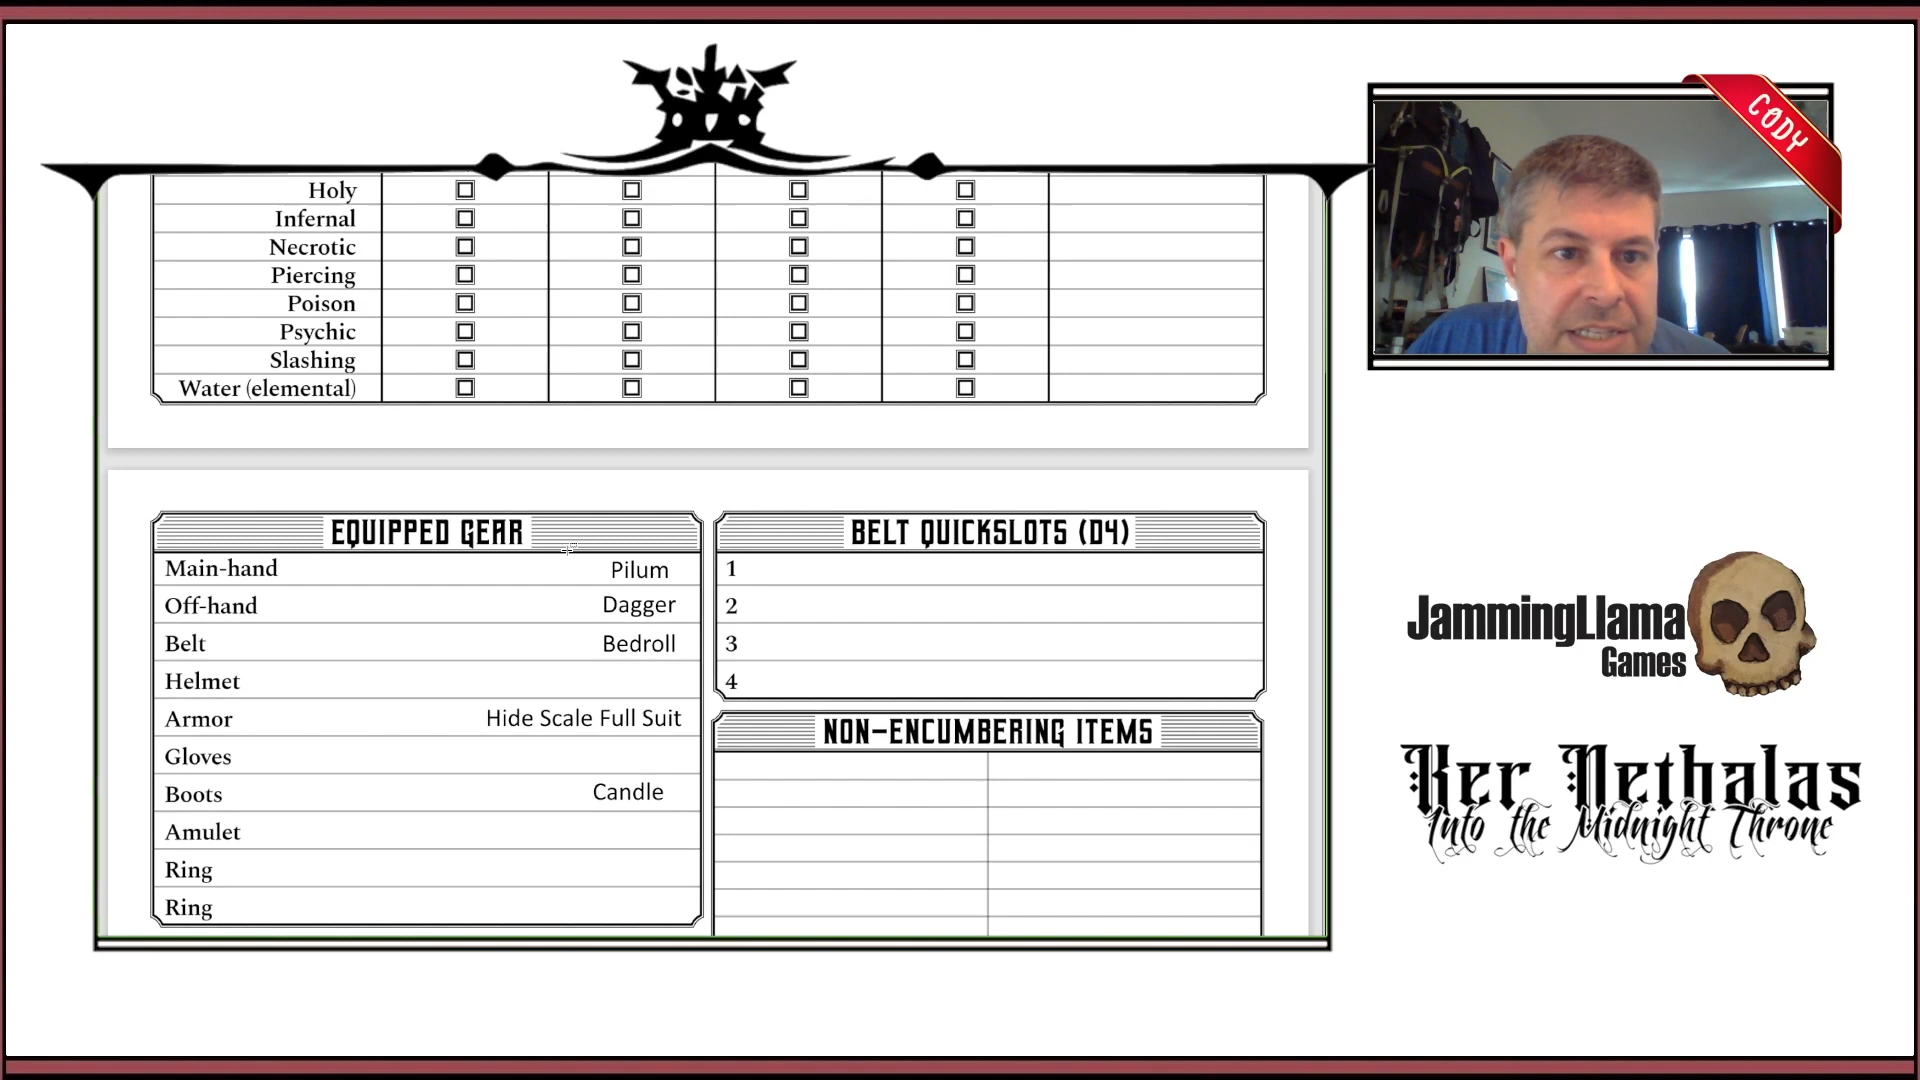 CODY
Holy
Infernal
Necrotic
Piercing
Poison
Psychic
Slashing
Water (elemental)
EQUIPPED GEAR
Main-hand Pilum
Off-hand Dagger
Belt Bedroll
Helmet
Armor Hide Scale Full Suit
Gloves
Boots Candle
Amulet
Ring
Ring
BELT QUICKSLOTS (D4)
1
2
3
4
NON-ENCUMBERING ITEMS
JammingLlama
Games
Ker Nethalas
Into the Midnight Throne